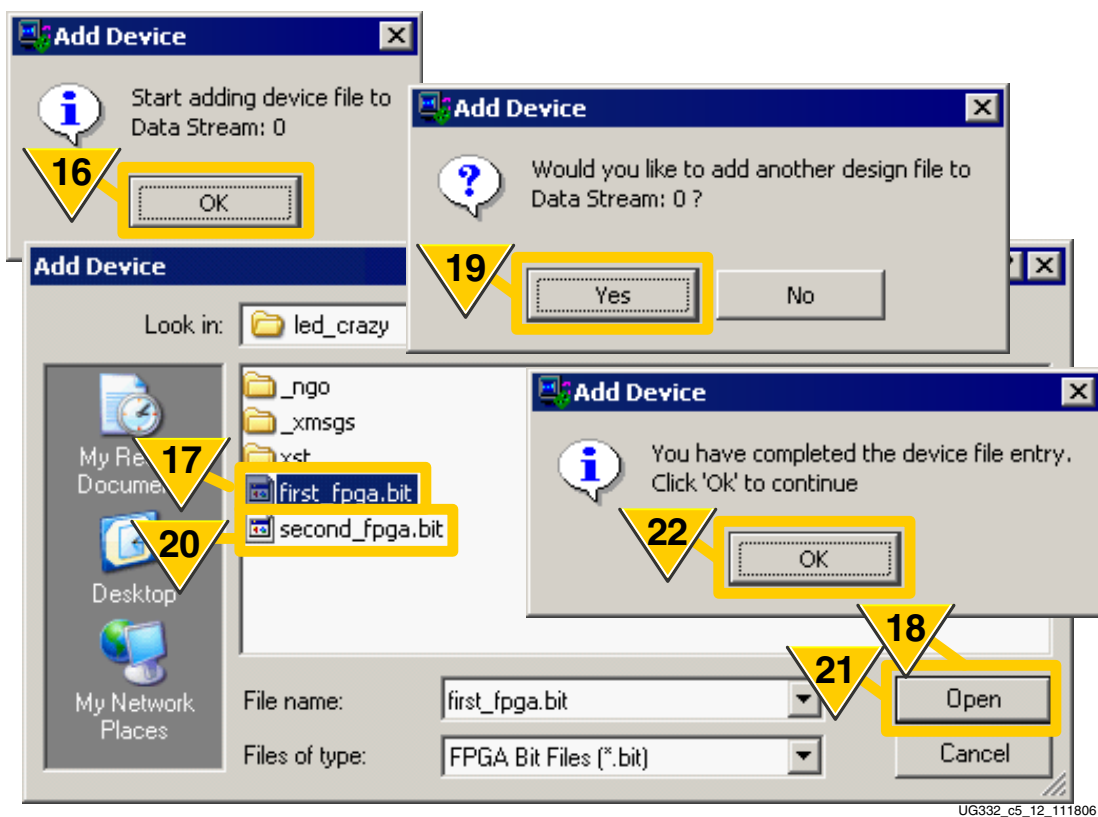 Add Device
Start adding device file to
Data Stream: 0
16
OK
Add Device
Would you like to add another design file to
Data Stream: 0 ?
19
Yes
No
Add Device
Look in:
led_crazy
_ngo
_xmsgs
xst
17
first_fpga.bit
20
second_fpga.bit
My
Desktop
My Network
Places
Add Device
You have completed the device file entry.
Click 'Ok' to continue
22
OK
18
21
File name:
first_fpga.bit
Open
Files of type:
FPGA Bit Files (*.bit)
Cancel
UG332_c5_12_111806